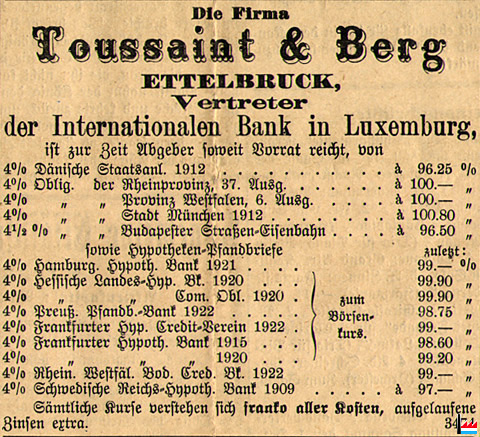 Die Firma
Toussaint & Berg
ETTELBRUCK,
Vertreter
der Internationalen Bank in Luxemburg,
ist zur Zeit Abgeber soweit Vorrat reicht, von
4% Dänische Staatsanl. 1912 . . . . . . . . . . à 96.25 %
4% Oblig. der Rheinprovinz, 37. Ausg. . . . . . . à 100.— „
4% „ „ Provinz Westfalen, 6. Ausg. . . . . à 100.— „
4% „ „ Stadt München 1912 . . . . . . . à 100.80 „
4½ % „ „ Budapester Straßen-Eisenbahn . . . . à 96.50 „
sowie Hypotheken-Pfandbriefe zuletzt:
4% Hamburg. Hypoth. Bank 1921 . . . . 99.— %
4% Hessische Landes-Hyp. Bk. 1920 . . . 99.90 „
4% „ „ Com. Obl. 1920 . zum 99.90 „
4% Preuß. Pfandb.-Bank 1922 . . . . . Börsen- 98.75 „
4% Frankfurter Hyp. Credit-Verein 1922 . kurs. 99.— „
4% Frankfurter Hypoth. Bank 1915 . . . . 98.60 „
4% „ „ „ 1920 . . . . 99.20 „
4% Rhein. Westfäl. Bod. Cred. Bk. 1922 99.— „
4% Schwedische Reichs-Hypoth. Bank 1909 . . . . . à 97.— „
Sämtliche Kurse verstehen sich franko aller Kosten, aufgelaufene
Zinsen extra. 3474